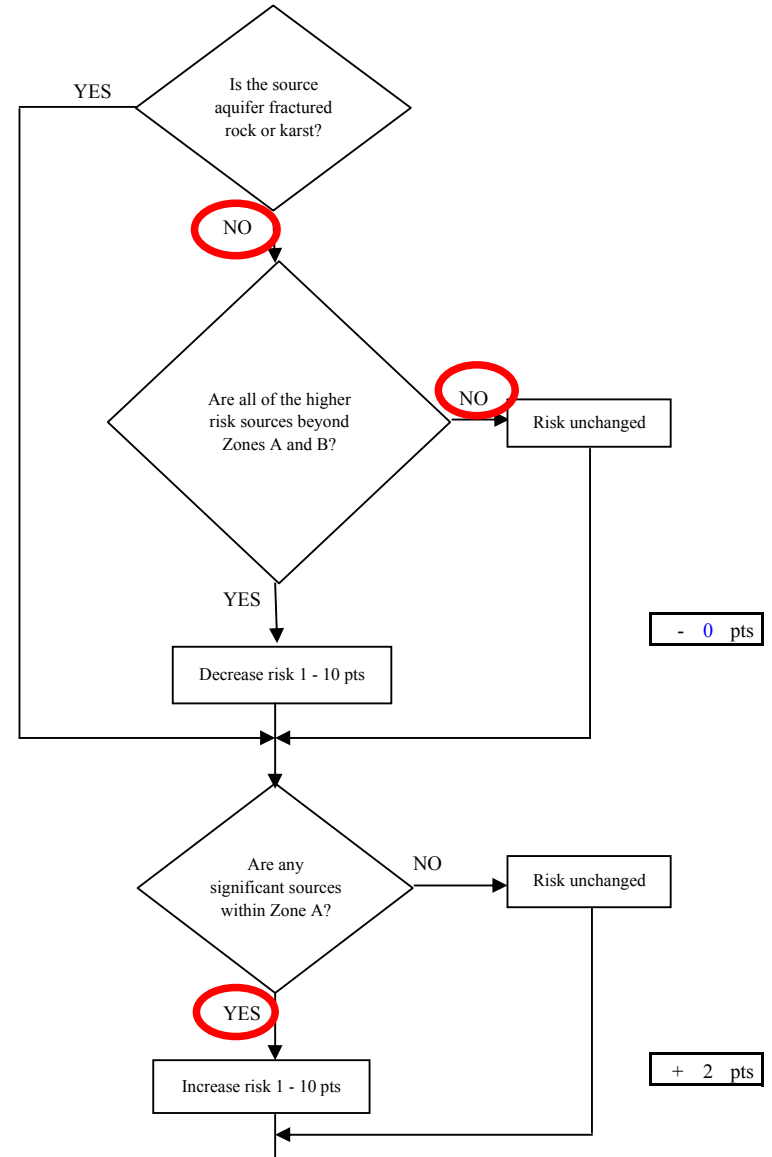 YES
Is the source
aquifer fractured
rock or karst?
NO
Are all of the higher
risk sources beyond
Zones A and B?
NO
Risk unchanged
YES
- 0 pts
Decrease risk 1 - 10 pts
Are any
significant sources
within Zone A?
NO
Risk unchanged
YES
Increase risk 1 - 10 pts
+ 2 pts